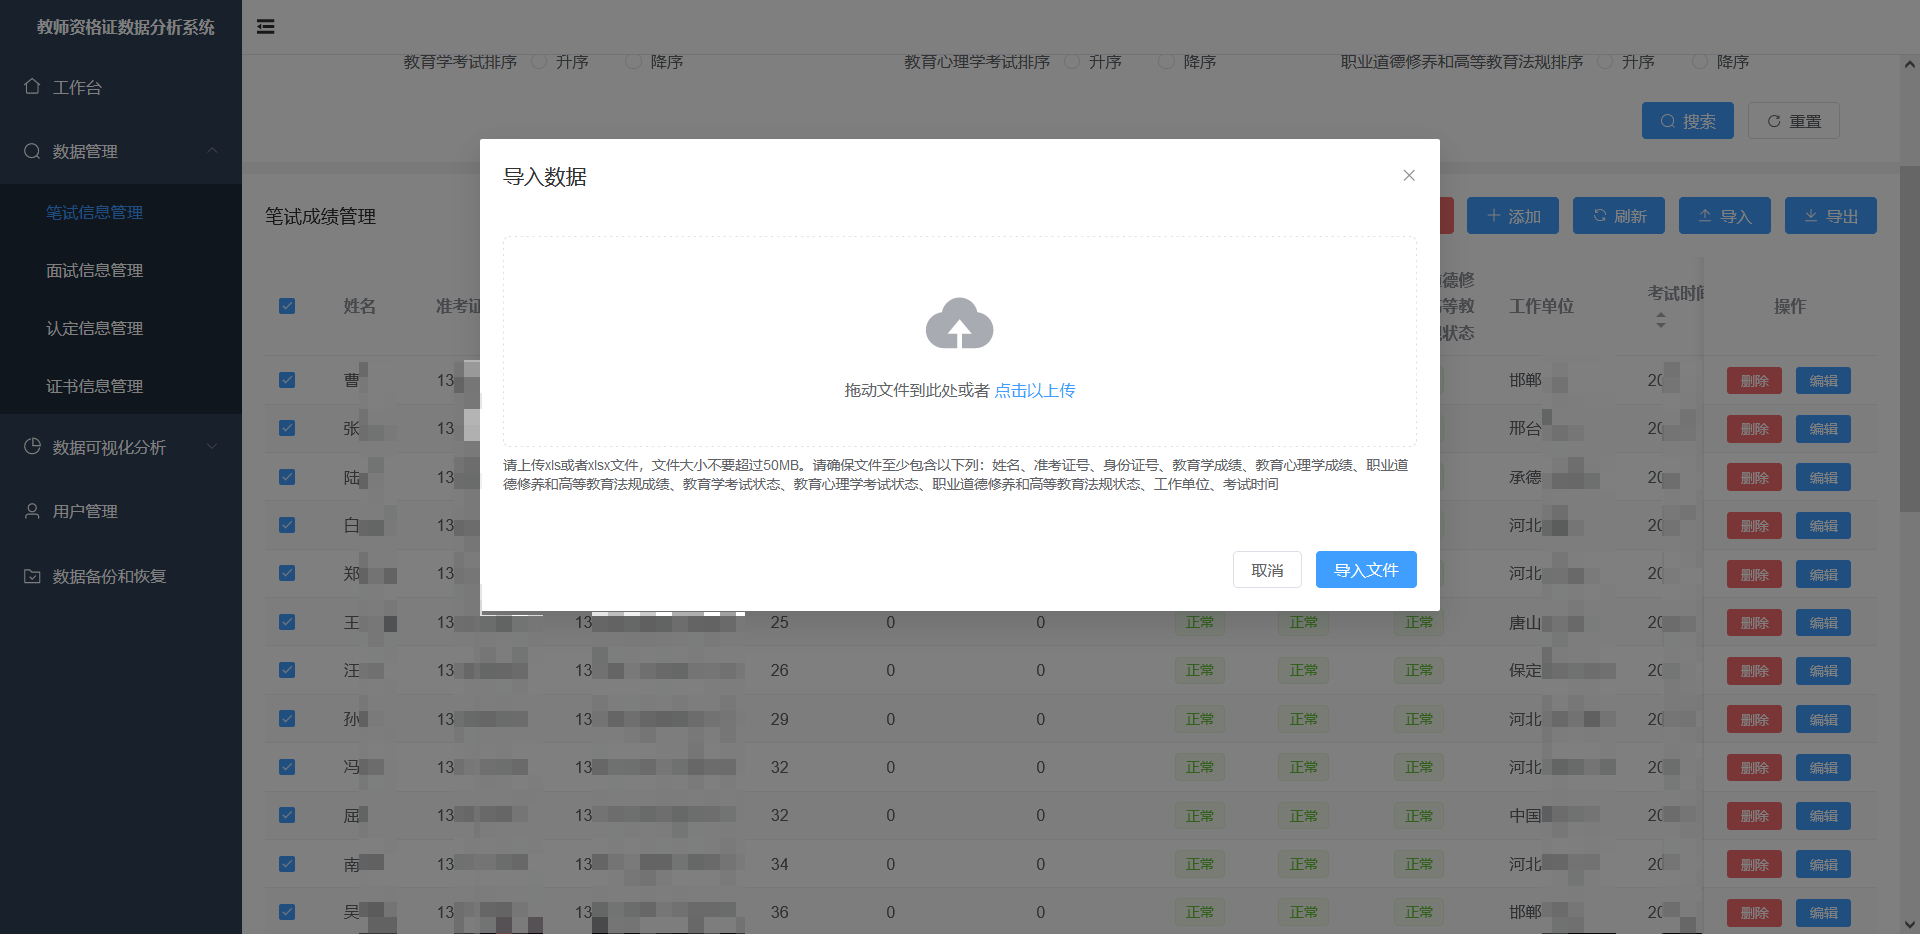 教师资格证数据分析系统
工作台
数据管理
笔试信息管理
面试信息管理
认定信息管理
证书信息管理
数据可视化分析
用户管理
数据备份和恢复
教育学考试排序 升序 降序 教育心理学考试排序 升序 降序 职业道德修养和高等教育法规排序 升序 降序
搜索 重置
笔试成绩管理
添加 刷新 导入 导出
导入数据
拖动文件到此处或者 点击以上传
请上传xls或者xlsx文件，文件大小不要超过50MB。请确保文件至少包含以下列：姓名、准考证号、身份证号、教育学成绩、教育心理学成绩、职业道
德修养和高等教育法规成绩、教育学考试状态、教育心理学考试状态、职业道德修养和高等教育法规状态、工作单位、考试时间
取消 导入文件
姓名 准考证 德修 等教 状态 工作单位 考试时间 操作
曹 13 邯郸 20 删除 编辑
张 13 邢台 20 删除 编辑
陆 13 承德 20 删除 编辑
白 13 河北 20 删除 编辑
郑 13 河北 20 删除 编辑
王 13 13 25 0 0 正常 正常 正常 唐山 20 删除 编辑
汪 13 13 26 0 0 正常 正常 正常 保定 20 删除 编辑
孙 13 13 29 0 0 正常 正常 正常 河北 20 删除 编辑
冯 13 13 32 0 0 正常 正常 正常 河北 20 删除 编辑
屈 13 13 32 0 0 正常 正常 正常 中国 20 删除 编辑
南 13 13 34 0 0 正常 正常 正常 河北 20 删除 编辑
吴 13 13 36 0 0 正常 正常 正常 邯郸 20 删除 编辑